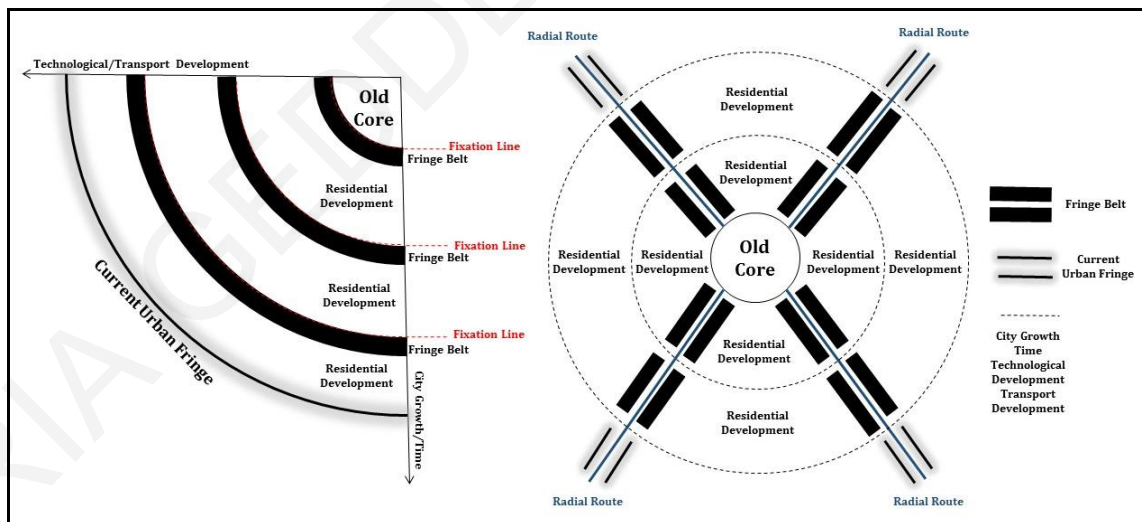 Technological/Transport Development
Old
Core
Fixation Line
Fringe Belt
Residential
Development
Fixation Line
Fringe Belt
Residential
Development
Fixation Line
Fringe Belt
Residential
Development
Current Urban Fringe
City Growth/Time
Radial Route
Radial Route
Residential
Development
Residential
Development
Residential
Development
Residential
Development
Old
Core
Residential
Development
Residential
Development
Residential
Development
Residential
Development
Radial Route
Radial Route
Fringe Belt
Current
Urban Fringe
City Growth
Time
Technological
Development
Transport
Development